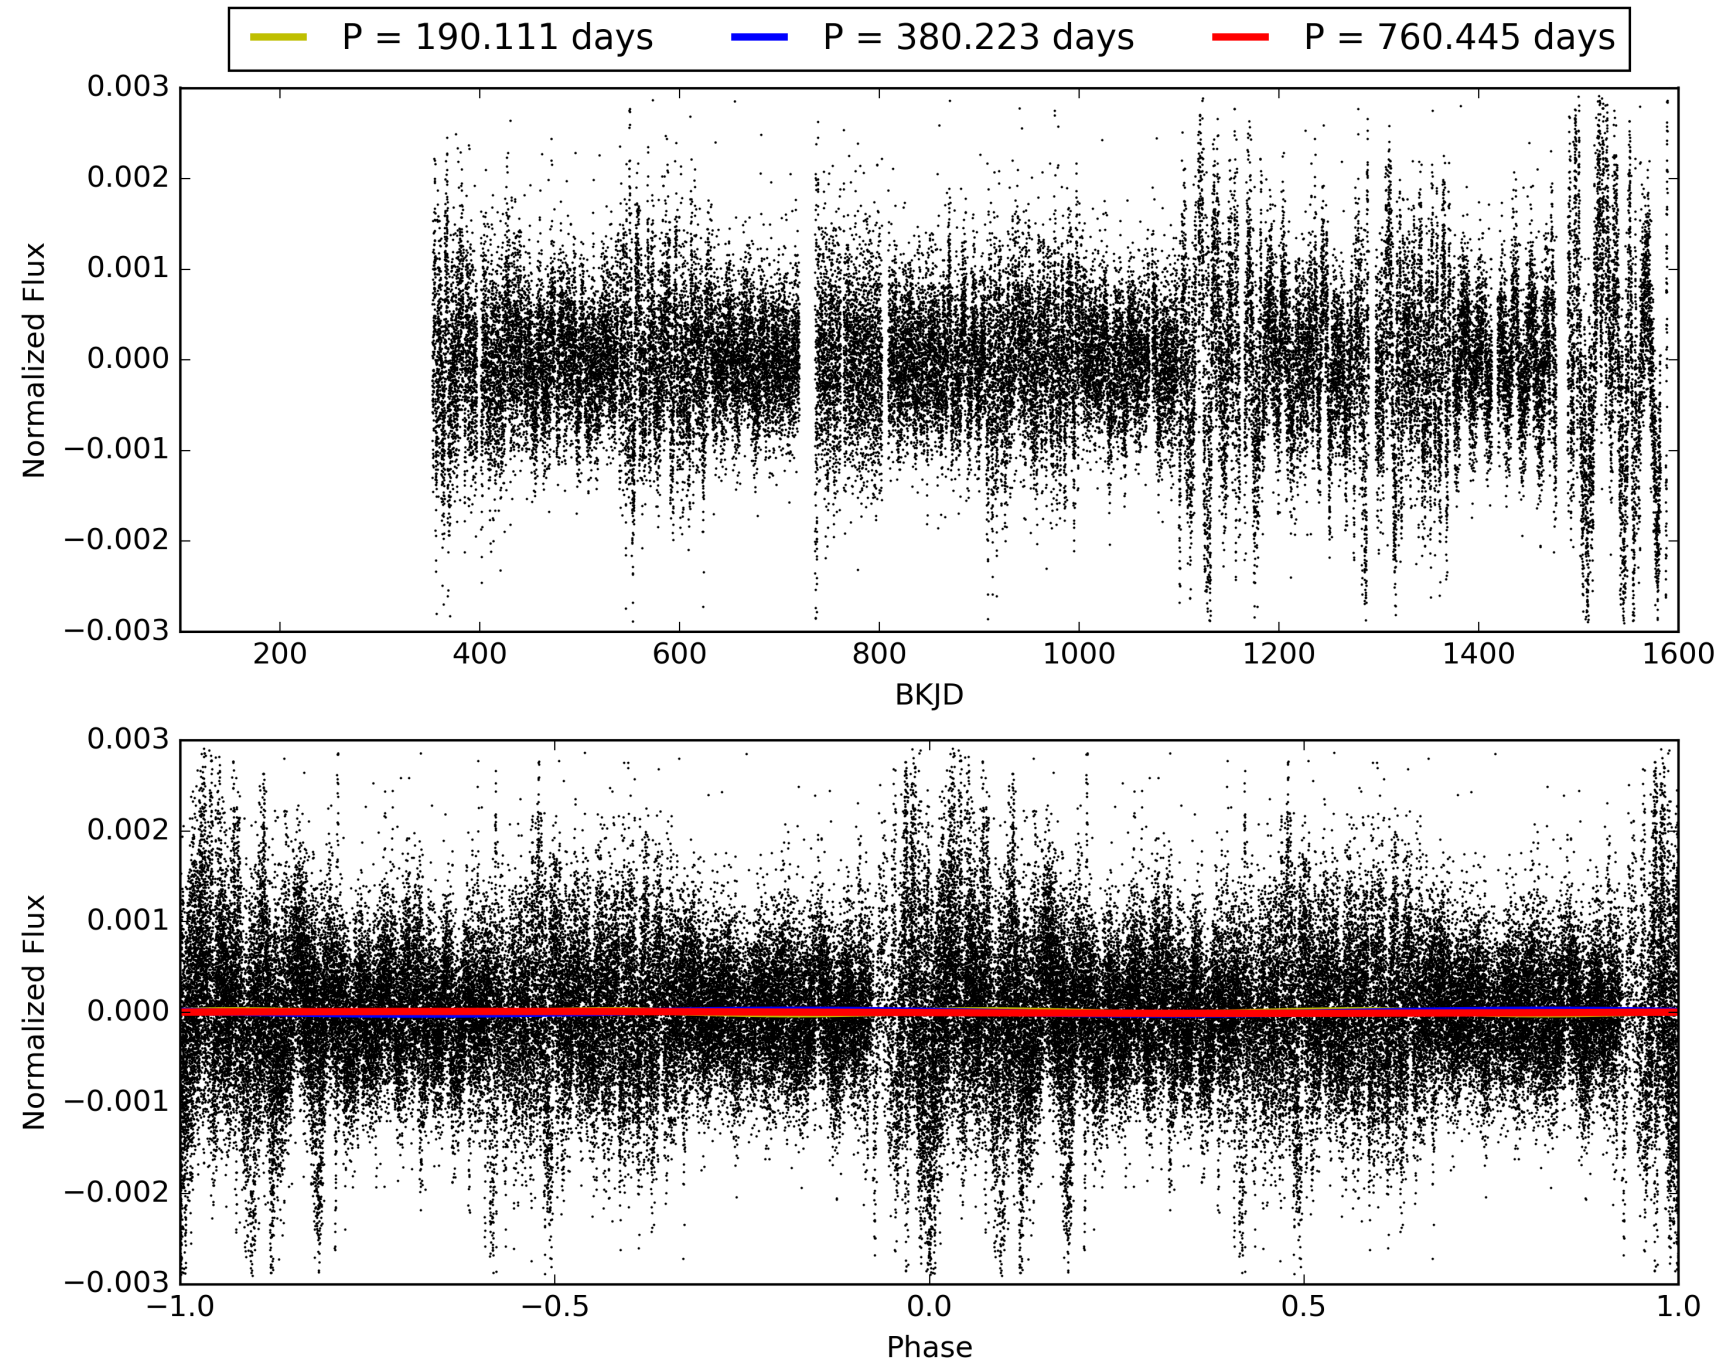 P = 190.111 days P = 380.223 days P = 760.445 days
0.003
0.002
0.001
0.000
−0.001
−0.002
−0.003
Normalized Flux
200 400 600 800 1000 1200 1400 1600
BKJD
0.003
0.002
0.001
0.000
−0.001
−0.002
−0.003
Normalized Flux
−1.0 −0.5 0.0 0.5 1.0
Phase